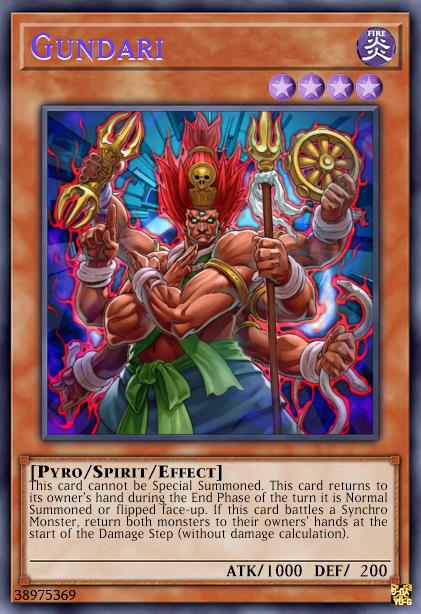 GUNDARI
FIRE
炎
[PYRO/SPIRIT/EFFECT]
This card cannot be Special Summoned. This card returns to
its owner's hand during the End Phase of the turn it is Normal
Summoned or flipped face-up. If this card battles a Synchro
Monster, return both monsters to their owners' hands at the
start of the Damage Step (without damage calculation).
ATK/1000 DEF/ 200
38975369